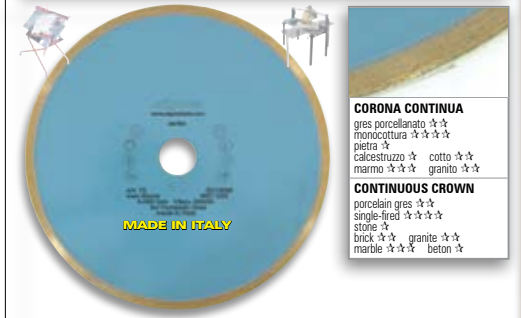 MADE IN ITALY
CORONA CONTINUA
gres porcellanato ☆☆
monocottura ☆☆☆☆
pietra ☆
calcestruzzo ☆ cotto ☆☆
marmo ☆☆☆ granito ☆☆
CONTINUOUS CROWN
porcelain gres ☆☆
single-fired ☆☆☆☆
stone ☆
brick ☆☆ granite ☆☆
marble ☆☆☆ beton ☆